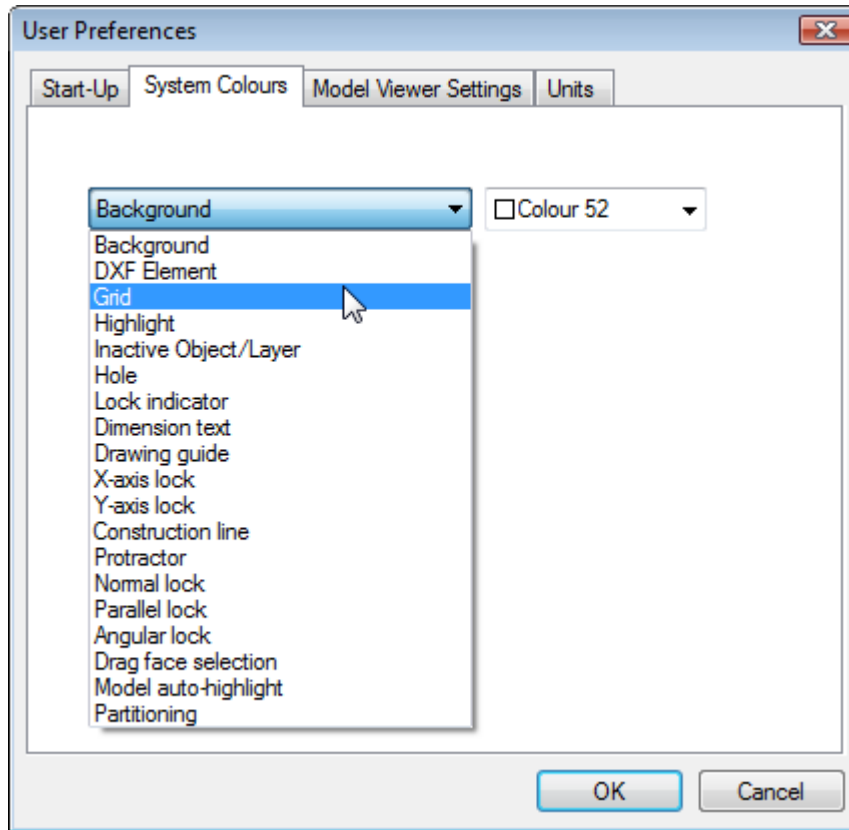 User Preferences
Start-Up System Colours Model Viewer Settings Units
Background Colour 52
Background
DXF Element
Grid
Highlight
Inactive Object/Layer
Hole
Lock indicator
Dimension text
Drawing guide
X-axis lock
Y-axis lock
Construction line
Protractor
Normal lock
Parallel lock
Angular lock
Drag face selection
Model auto-highlight
Partitioning
OK Cancel